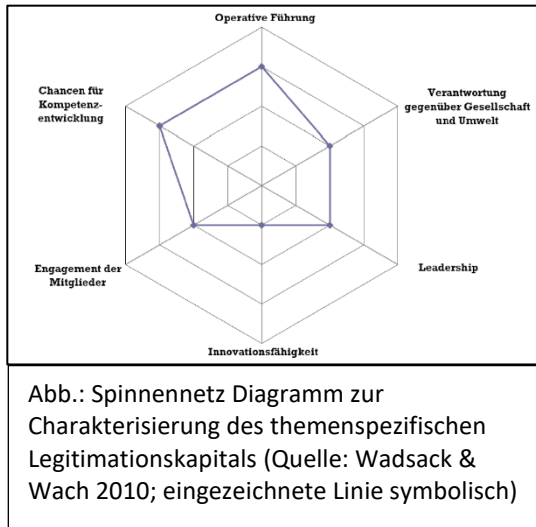 Operative Führung
Chancen für
Kompetenz-
entwicklung
Verantwortung
gegenüber Gesellschaft
und Umwelt
Engagement der
Mitglieder
Leadership
Innovationsfähigkeit
Abb.: Spinnennetz Diagramm zur
Charakterisierung des themenspezifischen
Legitimationskapitals (Quelle: Wadsack &
Wach 2010; eingezeichnete Linie symbolisch)